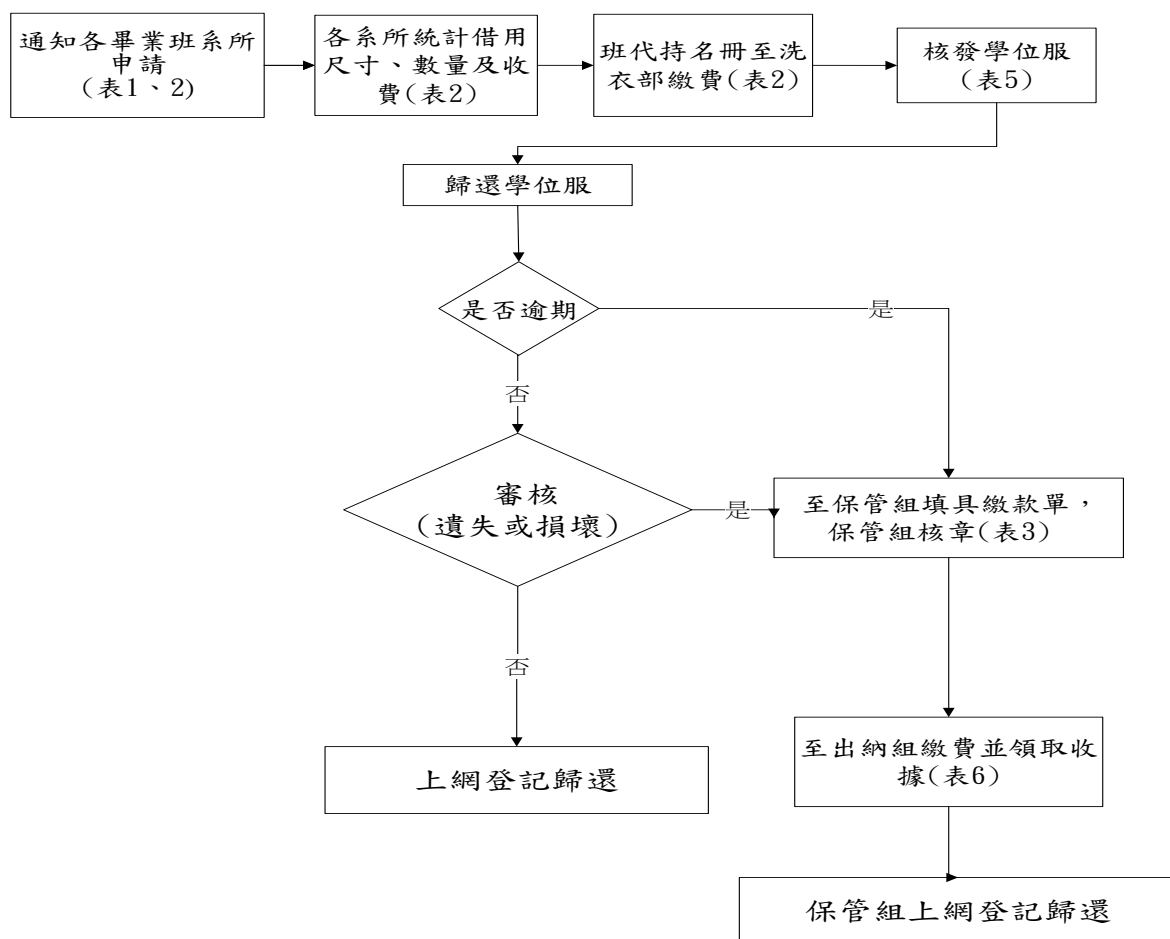 通知各畢業班系所
申請
(表1、2)
各系所統計借用
尺寸、數量及收
費(表2)
班代持名冊至洗
衣部繳費(表2)
核發學位服
(表5)
歸還學位服
是否逾期
是
否
審核
(遺失或損壞)
是
至保管組填具繳款單，
保管組核章(表3)
否
上網登記歸還
至出納組繳費並領取收
據(表6)
保管組上網登記歸還